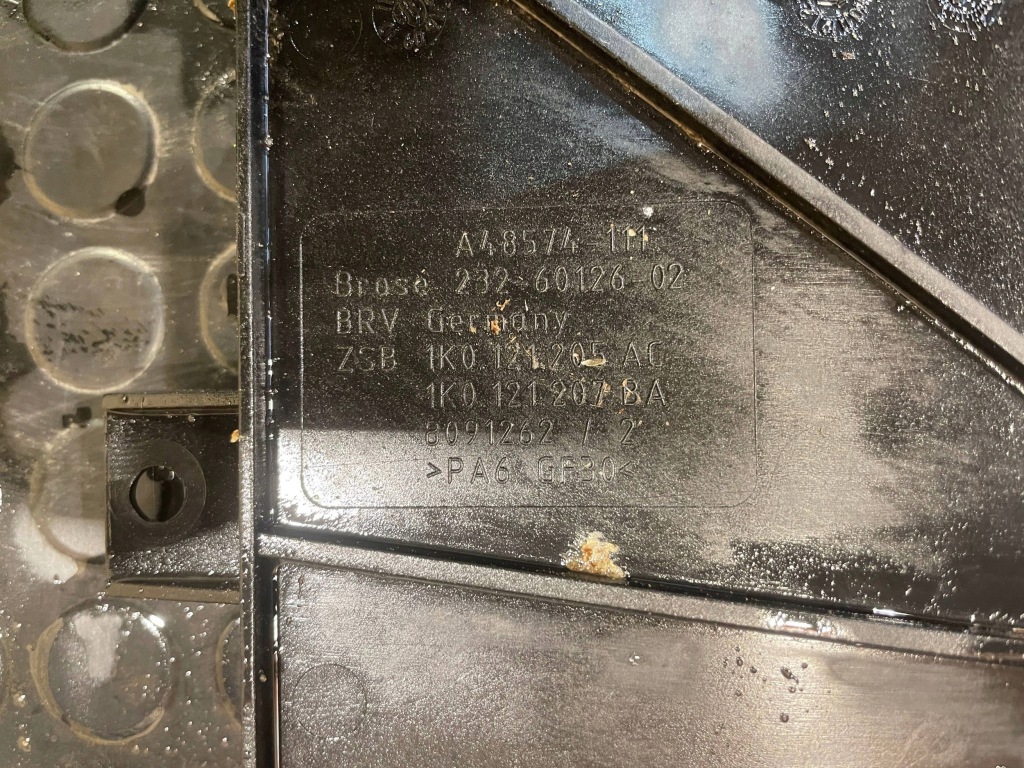 A48574-111
Brose 232-60126-02
BRV Germany
ZSB 1K0.121.205 AC
1K0.121.207 BA
8091262 / 2
>PA6 GF30<